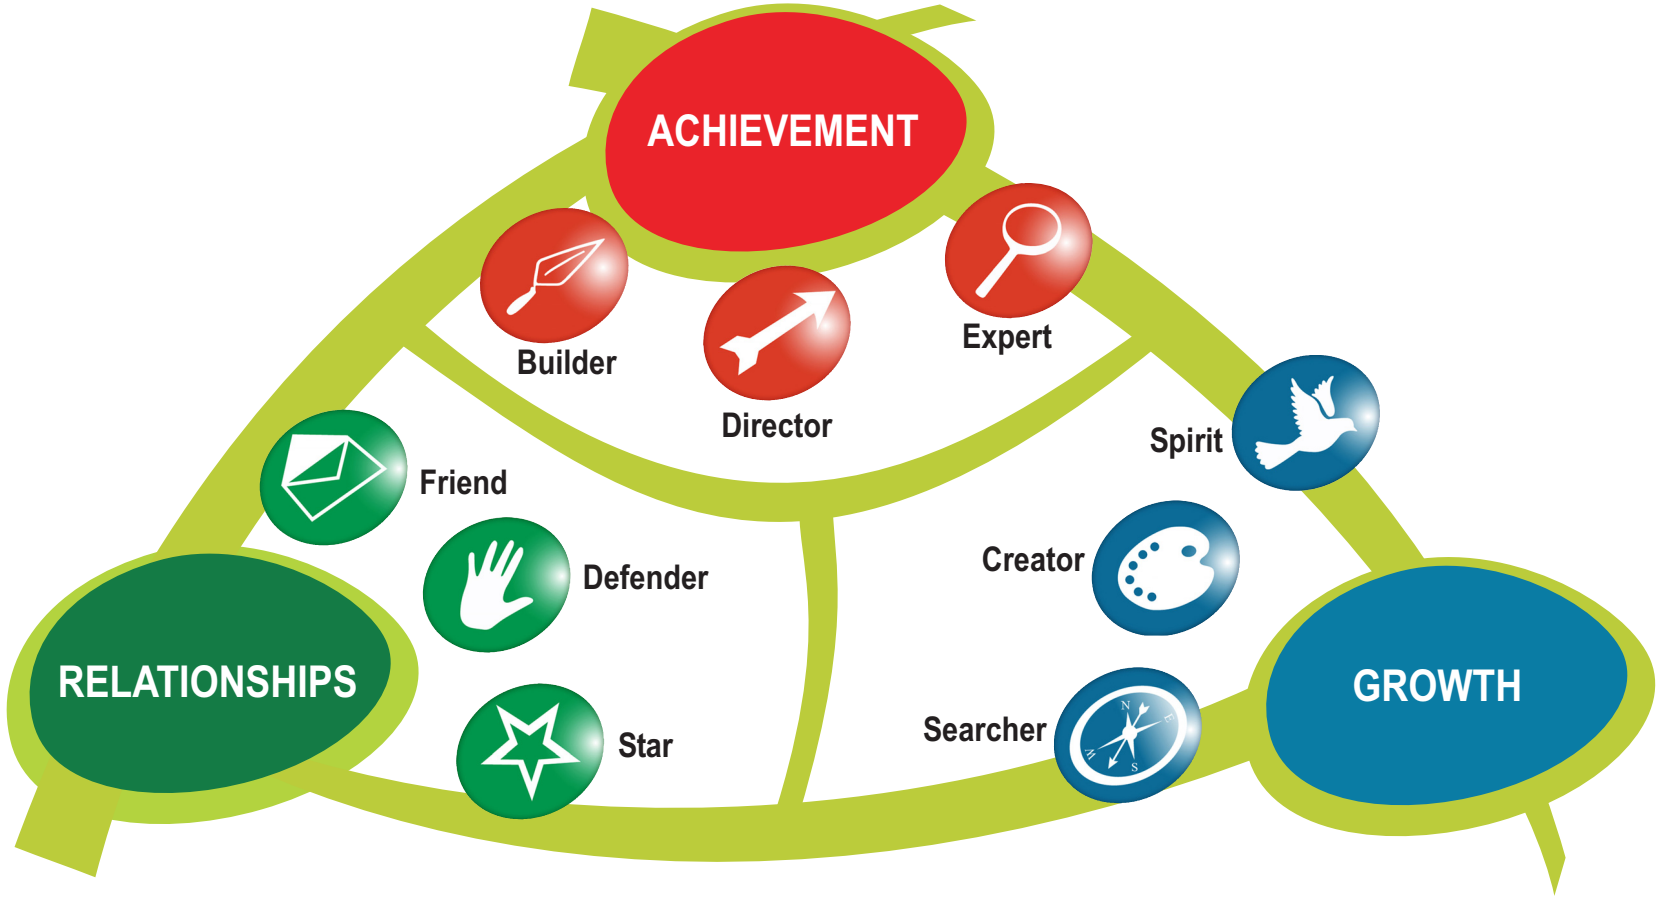 ACHIEVEMENT
Builder
Director
Expert
Friend
Defender
Star
RELATIONSHIPS
Spirit
Creator
Searcher
N
E
S
W
GROWTH